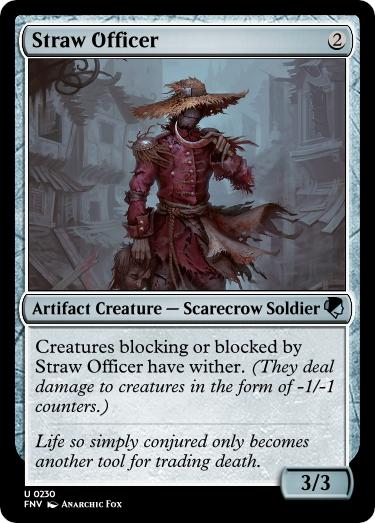 Straw Officer 2
Artifact Creature — Scarecrow Soldier
Creatures blocking or blocked by
Straw Officer have wither. (They deal
damage to creatures in the form of -1/-1
counters.)
Life so simply conjured only becomes
another tool for trading death.
3/3
U 0230
FNV Anarchic Fox